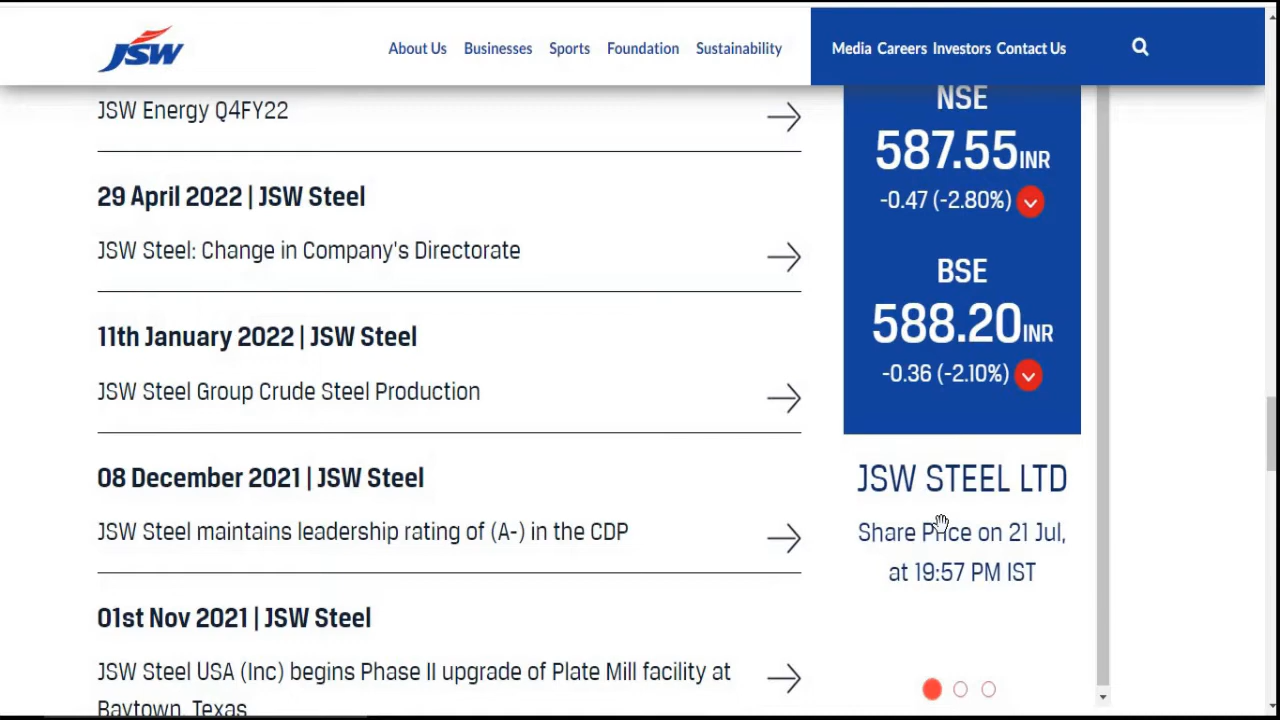 JSW
About Us Businesses Sports Foundation Sustainability Media Careers Investors Contact Us
JSW Energy Q4FY22
29 April 2022 | JSW Steel
JSW Steel: Change in Company's Directorate
11th January 2022 | JSW Steel
JSW Steel Group Crude Steel Production
08 December 2021 | JSW Steel
JSW Steel maintains leadership rating of (A-) in the CDP
01st Nov 2021 | JSW Steel
JSW Steel USA (Inc) begins Phase II upgrade of Plate Mill facility at
Baytown, Texas
NSE
587.55INR
-0.47 (-2.80%)
BSE
588.20INR
-0.36 (-2.10%)
JSW STEEL LTD
Share Price on 21 Jul,
at 19:57 PM IST